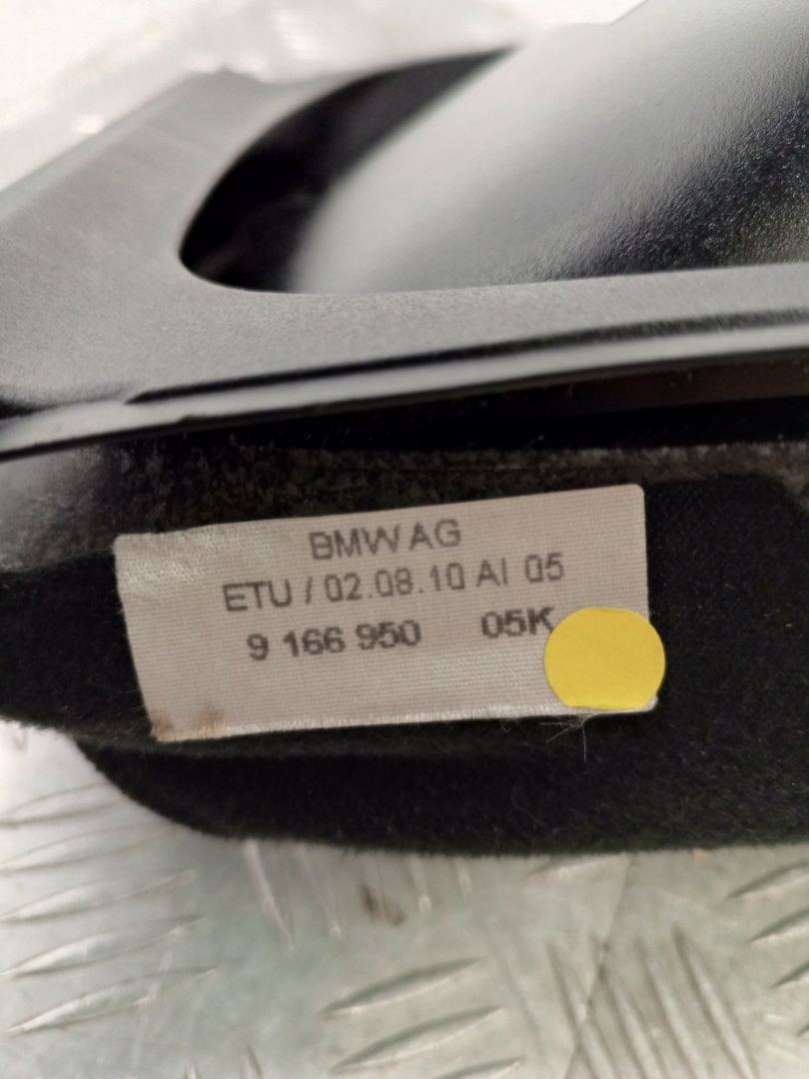 BMW AG
ETU / 02.08.10 AI 05
9 166 950 05K